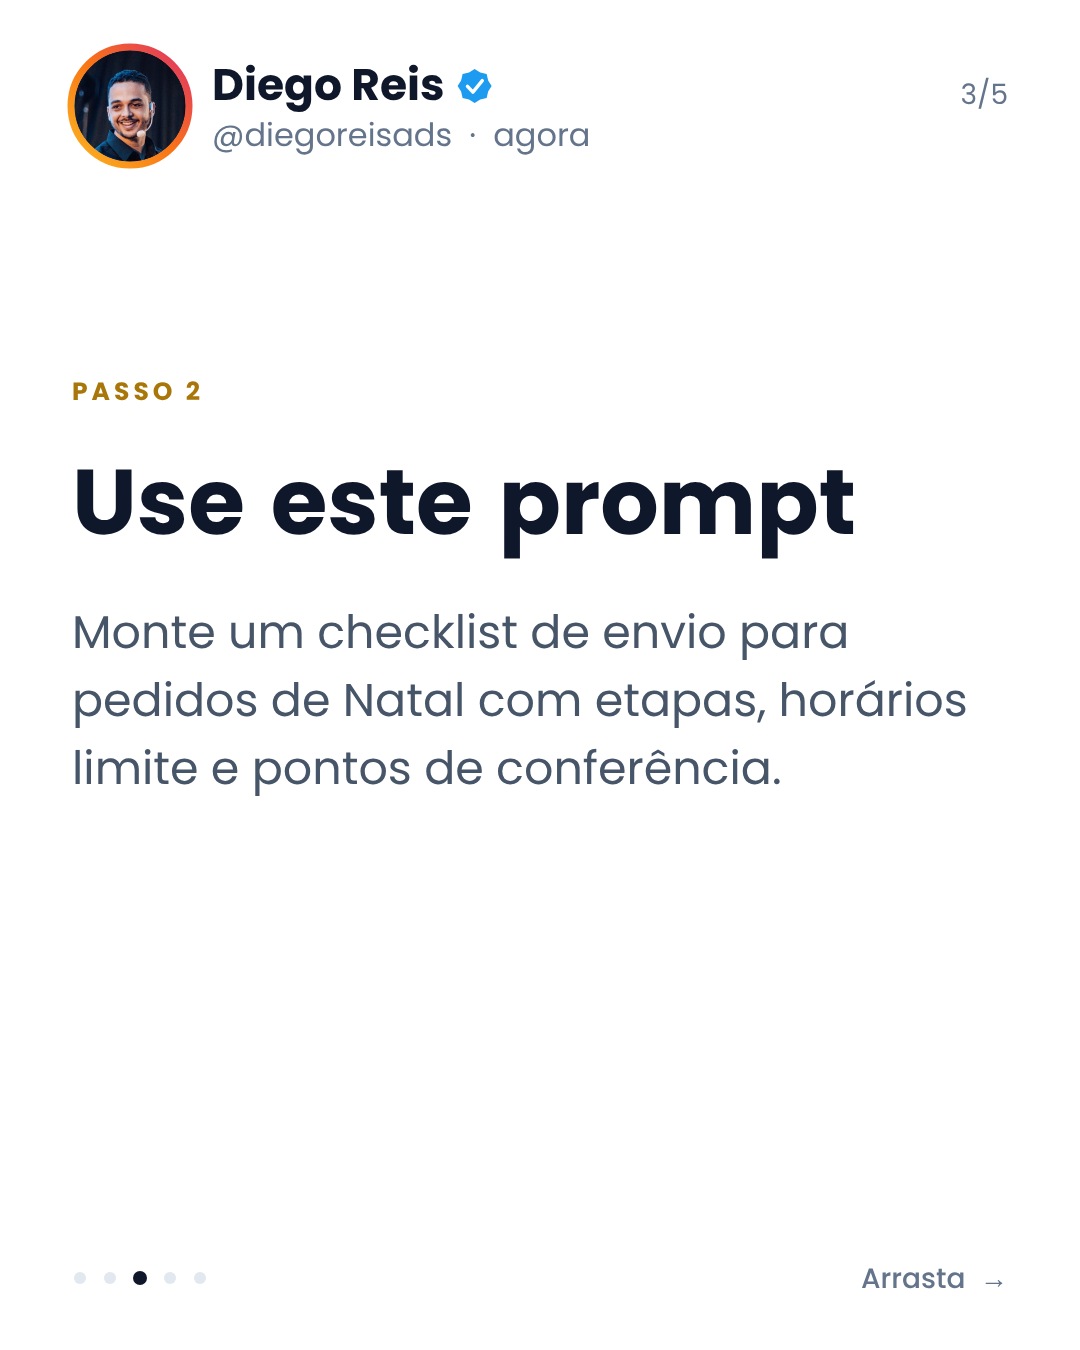 Diego Reis
@diegoreisads · agora
3/5
PASSO 2
Use este prompt
Monte um checklist de envio para
pedidos de Natal com etapas, horários
limite e pontos de conferência.
Arrasta →